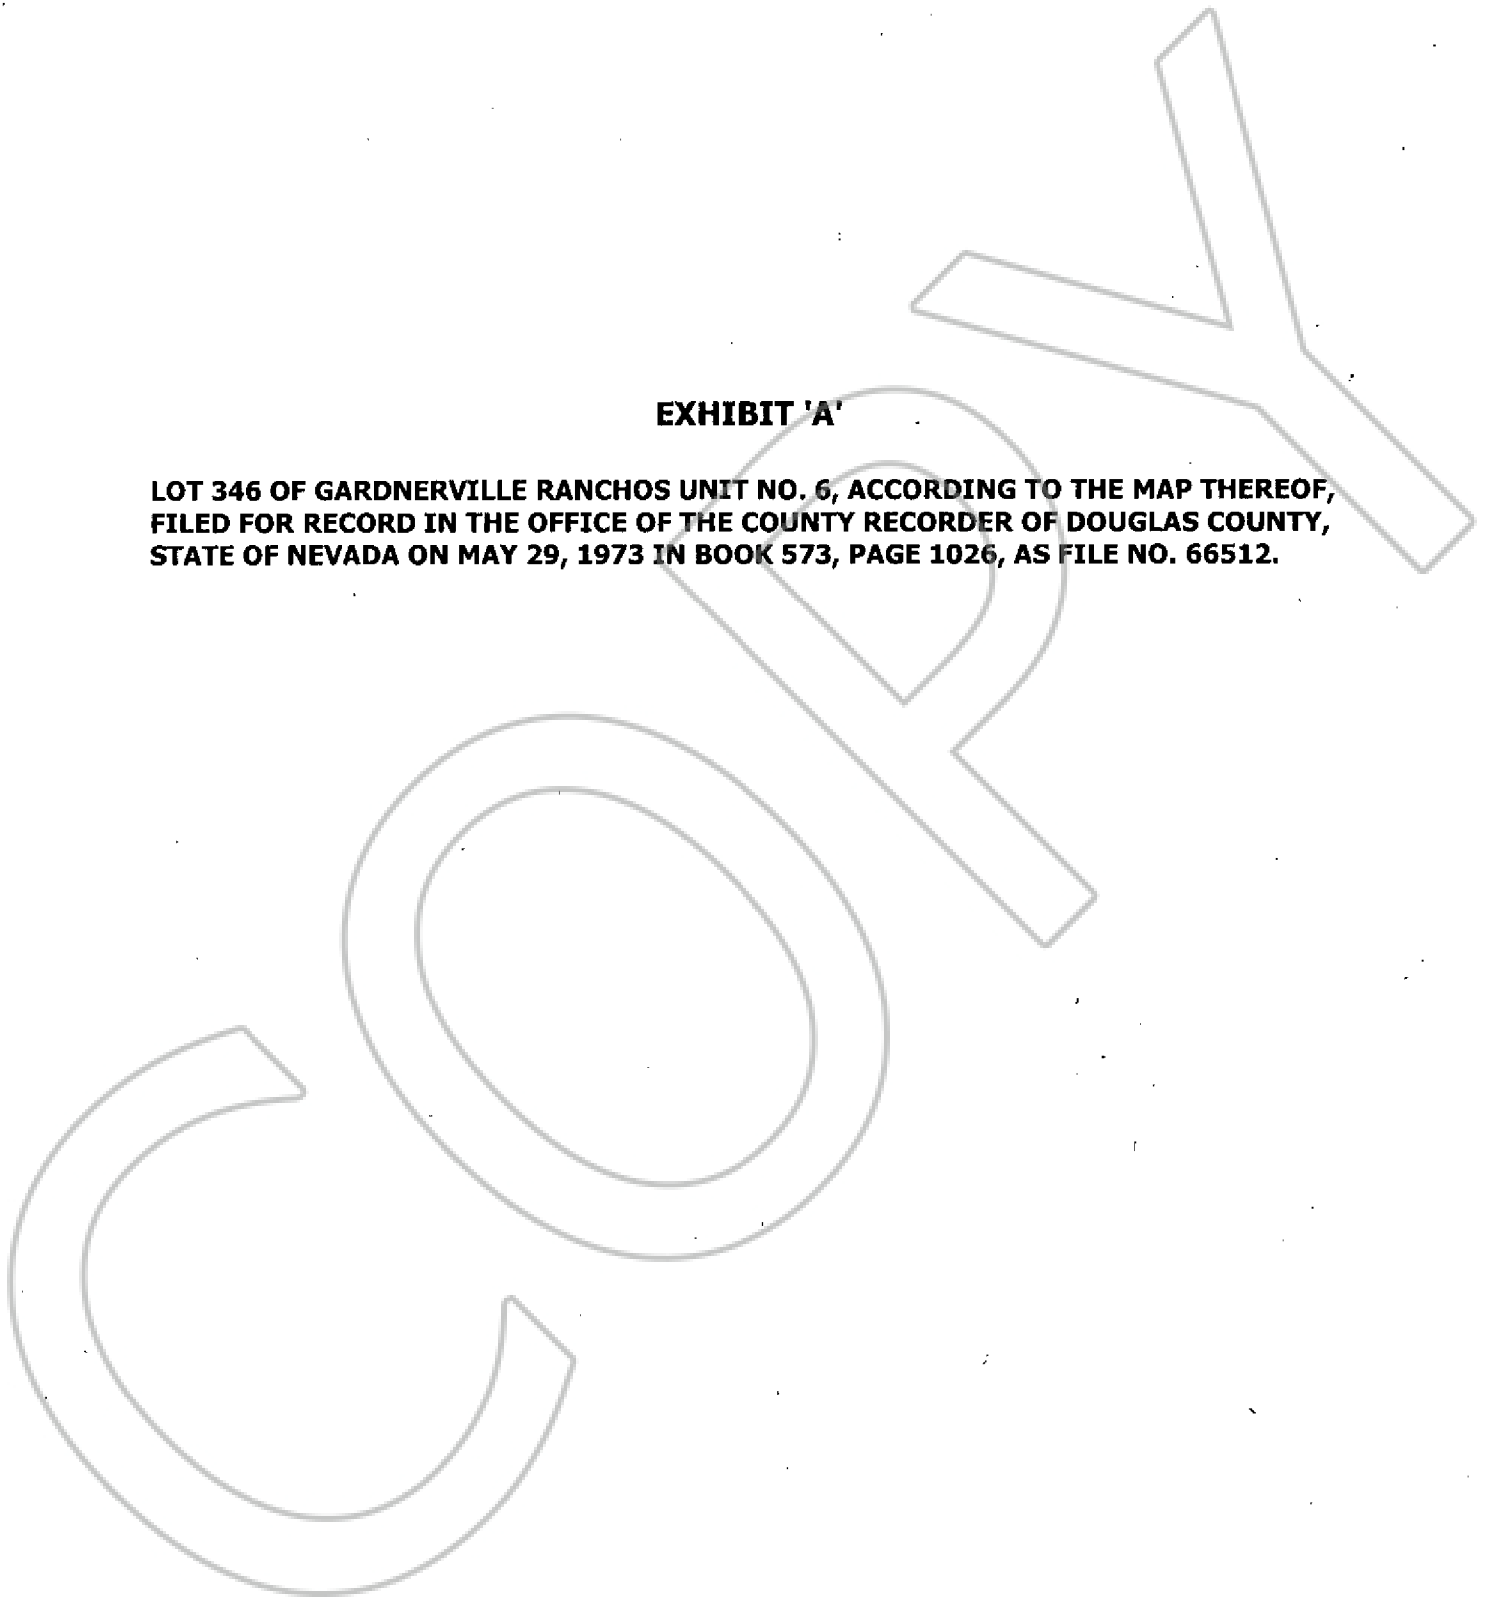 EXHIBIT 'A'
LOT 346 OF GARDNERVILLE RANCHOS UNIT NO. 6, ACCORDING TO THE MAP THEREOF,
FILED FOR RECORD IN THE OFFICE OF THE COUNTY RECORDER OF DOUGLAS COUNTY,
STATE OF NEVADA ON MAY 29, 1973 IN BOOK 573, PAGE 1026, AS FILE NO. 66512.
COPY